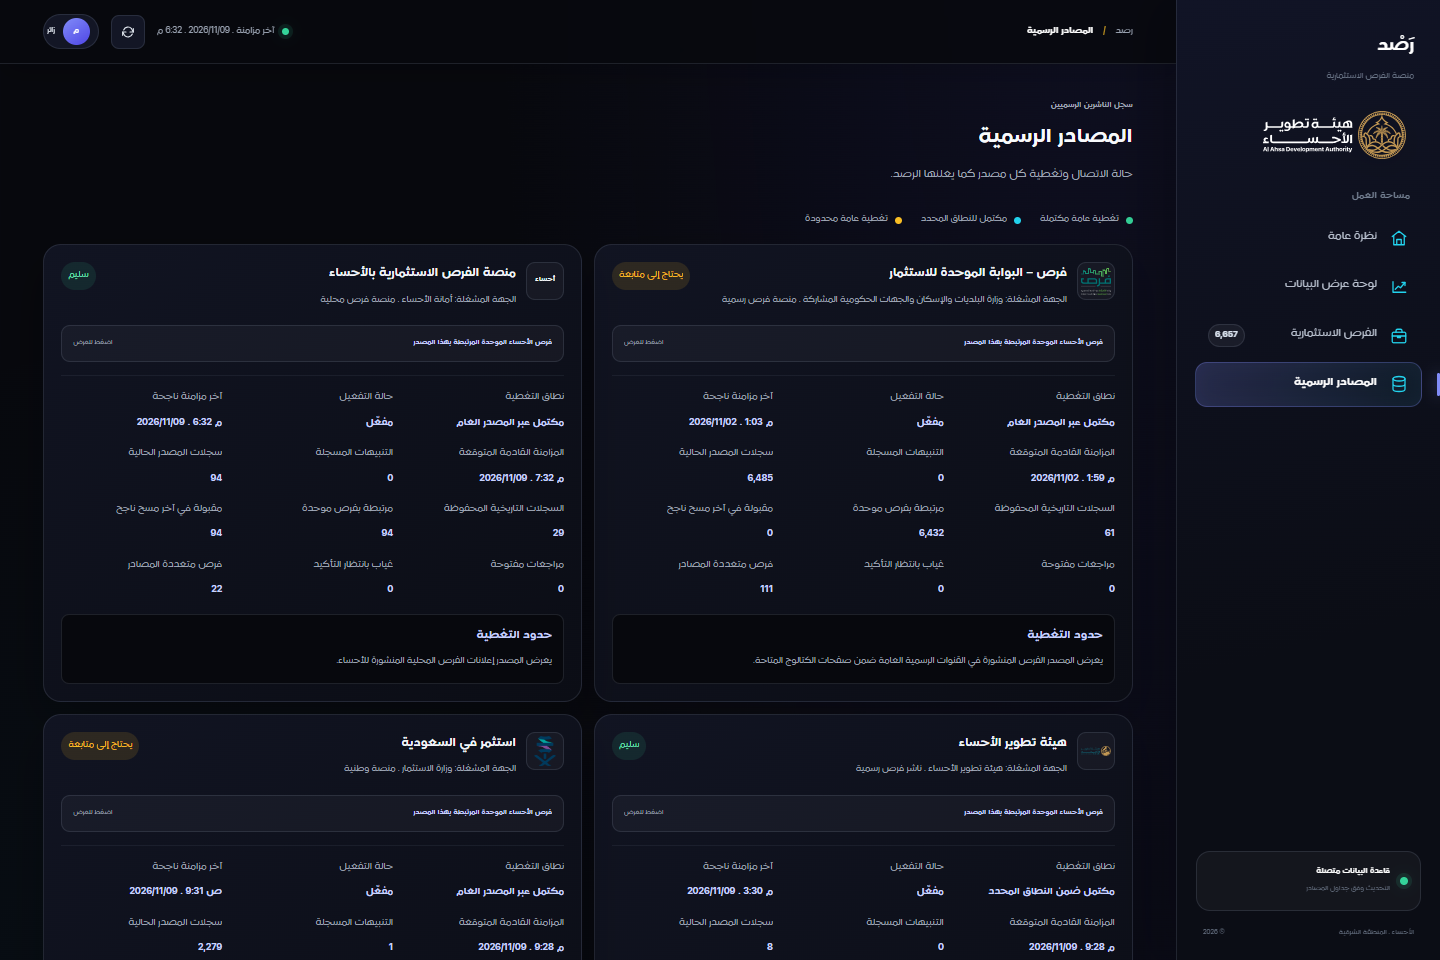 رَصْد
منصة الفرص الاستثمارية
هيئـــة تطويـــر
الأحـــســـــاء
Al Ahsa Development Authority
مساحة العمل
نظرة عامة
لوحة عرض البيانات
الفرص الاستثمارية
6,657
المصادر الرسمية
قاعدة البيانات متصلة
التحديث وفق جداول المصادر
الأحساء . المنطقة الشرقية
© 2026
رصد / المصادر الرسمية
آخر مزامنة . 2026/11/09 . 6:32 م
م
سجل الناشرين الرسميين
المصادر الرسمية
حالة الاتصال وتغطية كل مصدر كما يعلنها الرصد.
تغطية عامة مكتملة
مكتمل للنطاق المحدد
تغطية عامة محدودة
فرص
فرص – البوابة الموحدة للاستثمار
يحتاج إلى متابعة
الجهة المشغلة: وزارة البلديات والإسكان والجهات الحكومية المشاركة . منصة فرص رسمية
فرص الأحساء الموحدة المرتبطة بهذا المصدر
اضغط للعرض
نطاق التغطية
حالة التفعيل
آخر مزامنة ناجحة
مكتمل عبر المصدر العام
مفعّل
2026/11/02 . 1:03 م
المزامنة القادمة المتوقعة
التنبيهات المسجلة
سجلات المصدر الحالية
2026/11/02 . 1:59 م
0
6,485
السجلات التاريخية المحفوظة
مرتبطة بفرص موحدة
مقبولة في آخر مسح ناجح
61
6,432
0
مراجعات مفتوحة
غياب بانتظار التأكيد
فرص متعددة المصادر
0
0
111
حدود التغطية
يعرض المصدر الفرص المنشورة في القنوات الرسمية العامة ضمن صفحات الكتالوج المتاحة.
أحساء
منصة الفرص الاستثمارية بالأحساء
سليم
الجهة المشغلة: أمانة الأحساء . منصة فرص محلية
فرص الأحساء الموحدة المرتبطة بهذا المصدر
اضغط للعرض
نطاق التغطية
حالة التفعيل
آخر مزامنة ناجحة
مكتمل عبر المصدر العام
مفعّل
2026/11/09 . 6:32 م
المزامنة القادمة المتوقعة
التنبيهات المسجلة
سجلات المصدر الحالية
2026/11/09 . 7:32 م
0
94
السجلات التاريخية المحفوظة
مرتبطة بفرص موحدة
مقبولة في آخر مسح ناجح
29
94
94
مراجعات مفتوحة
غياب بانتظار التأكيد
فرص متعددة المصادر
0
0
22
حدود التغطية
يعرض المصدر إعلانات الفرص المحلية المنشورة للأحساء.
هيئة تطوير الأحساء
سليم
الجهة المشغلة: هيئة تطوير الأحساء . ناشر فرص رسمية
فرص الأحساء الموحدة المرتبطة بهذا المصدر
اضغط للعرض
نطاق التغطية
حالة التفعيل
آخر مزامنة ناجحة
مكتمل ضمن النطاق المحدد
مفعّل
2026/11/09 . 3:30 م
المزامنة القادمة المتوقعة
التنبيهات المسجلة
سجلات المصدر الحالية
2026/11/09 . 9:28 م
0
8
استثمر في السعودية
يحتاج إلى متابعة
الجهة المشغلة: وزارة الاستثمار . منصة وطنية
فرص الأحساء الموحدة المرتبطة بهذا المصدر
اضغط للعرض
نطاق التغطية
حالة التفعيل
آخر مزامنة ناجحة
مكتمل عبر المصدر العام
مفعّل
2026/11/09 . 9:31 ص
المزامنة القادمة المتوقعة
التنبيهات المسجلة
سجلات المصدر الحالية
2026/11/09 . 9:28 م
1
2,279